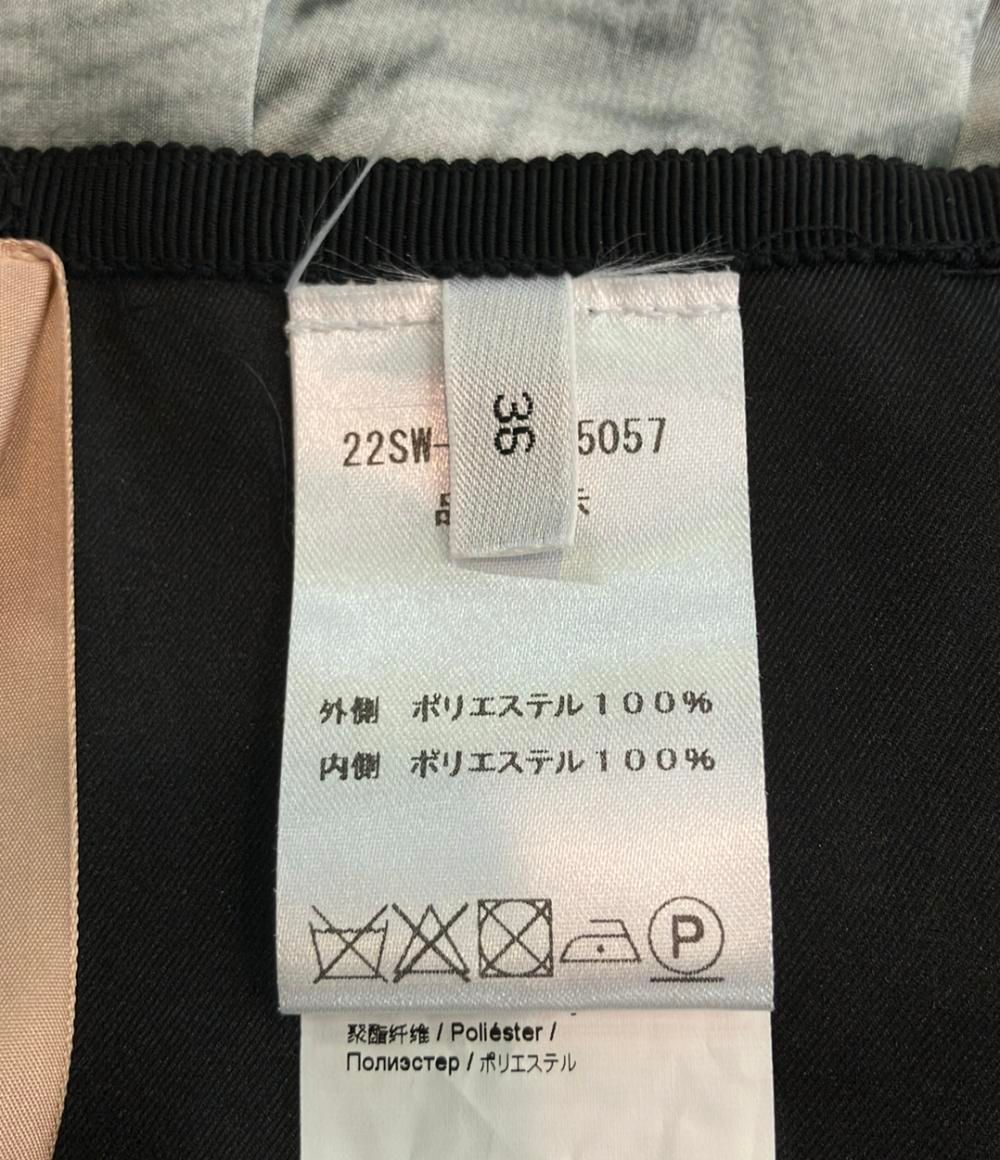 36
22SW- 5057
外側 ポリエステル100%
内側 ポリエステル100%
P
聚酯纤维 / Poliéster /
Полиэстер / ポリエステル